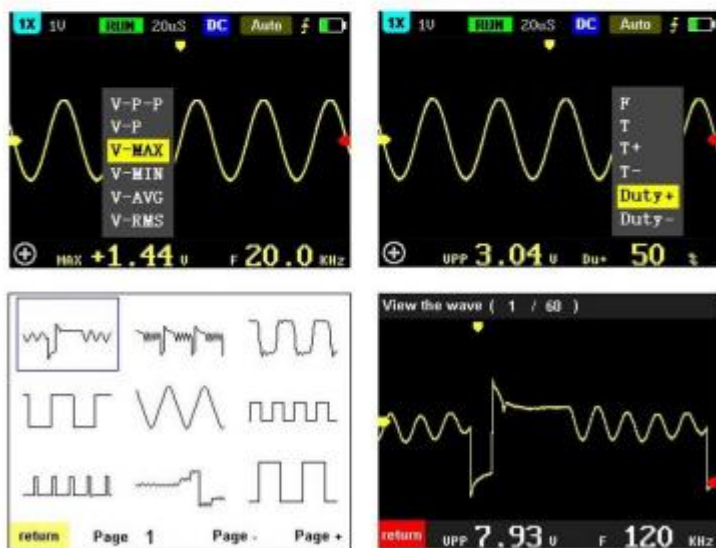 1X 1V RUN 20uS DC Auto
V-P-P
V-P
V-MAX
V-MIN
V-AVG
V-RMS
MAX +1.44 V F 20.0 KHz
1X 1V RUN 20uS DC Auto
F
T
T+
T-
Duty+
Duty-
VPP 3.04 V Du+ 50 %
return Page 1 Page - Page +
View the wave ( 1 / 60 )
return VPP 7.93 V F 120 KHz